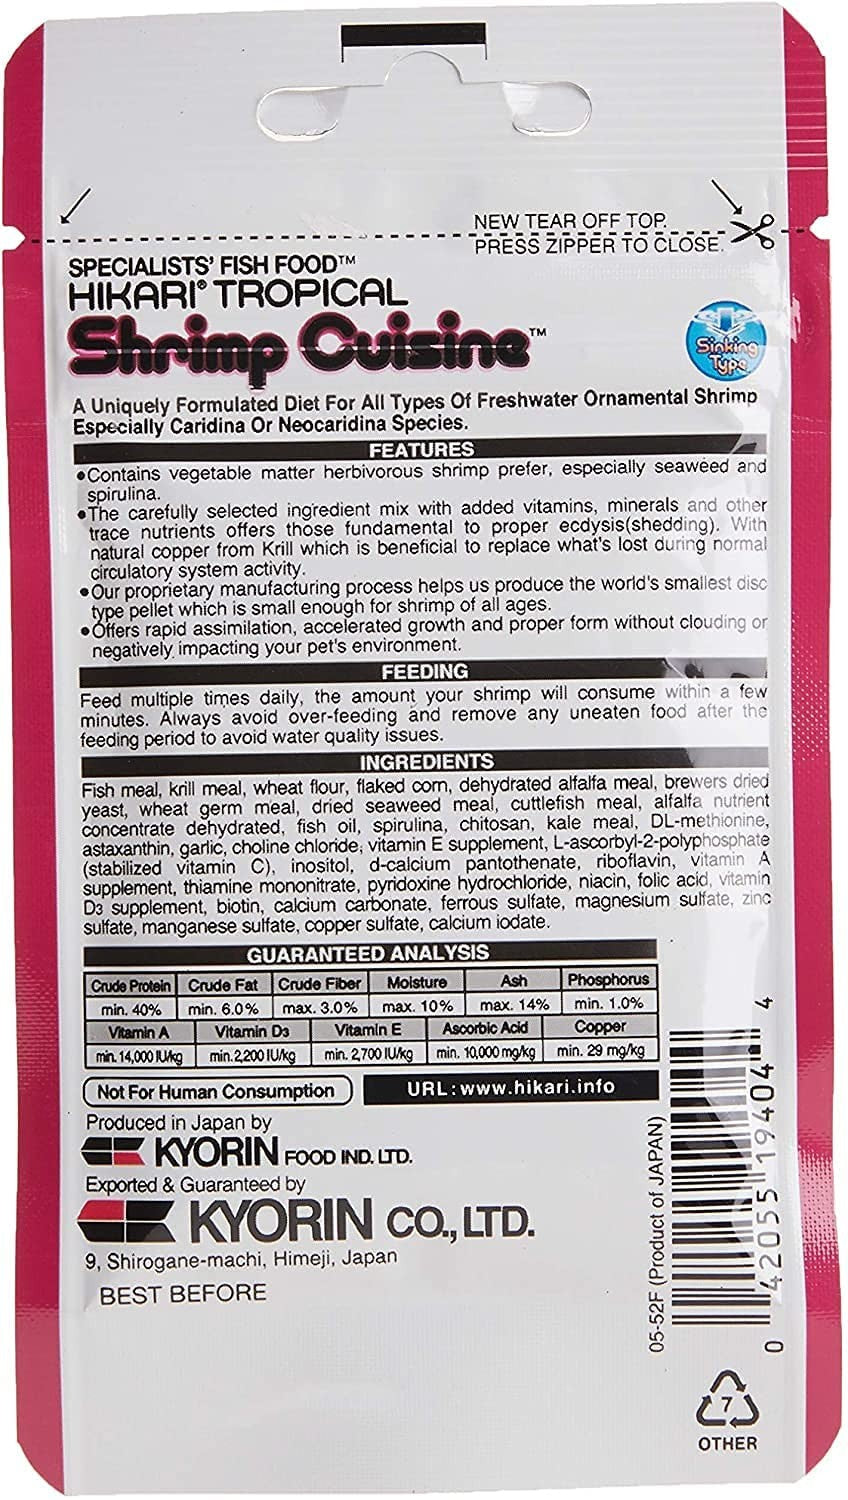 NEW TEAR OFF TOP.
PRESS ZIPPER TO CLOSE.
SPECIALISTS' FISH FOOD™
HIKARI® TROPICAL
Shrimp Cuisine™
Sinking
Type
A Uniquely Formulated Diet For All Types Of Freshwater Ornamental Shrimp
Especially Caridina Or Neocaridina Species.
FEATURES
•Contains vegetable matter herbivorous shrimp prefer, especially seaweed and
spirulina.
•The carefully selected ingredient mix with added vitamins, minerals and other
trace nutrients offers those fundamental to proper ecdysis(shedding). With
natural copper from Krill which is beneficial to replace what's lost during normal
circulatory system activity.
•Our proprietary manufacturing process helps us produce the world's smallest disc
type pellet which is small enough for shrimp of all ages.
•Offers rapid assimilation, accelerated growth and proper form without clouding or
negatively impacting your pet's environment.
FEEDING
Feed multiple times daily, the amount your shrimp will consume within a few
minutes. Always avoid over-feeding and remove any uneaten food after the
feeding period to avoid water quality issues.
INGREDIENTS
Fish meal, krill meal, wheat flour, flaked corn, dehydrated alfalfa meal, brewers dried
yeast, wheat germ meal, dried seaweed meal, cuttlefish meal, alfalfa nutrient
concentrate dehydrated, fish oil, spirulina, chitosan, kale meal, DL-methionine,
astaxanthin, garlic, choline chloride, vitamin E supplement, L-ascorbyl-2-polyphosphate
(stabilized vitamin C), inositol, d-calcium pantothenate, riboflavin, vitamin A
supplement, thiamine mononitrate, pyridoxine hydrochloride, niacin, folic acid, vitamin
D3 supplement, biotin, calcium carbonate, ferrous sulfate, magnesium sulfate, zinc
sulfate, manganese sulfate, copper sulfate, calcium iodate.
GUARANTEED ANALYSIS
Crude Protein Crude Fat Crude Fiber Moisture Ash Phosphorus
min. 40% min. 6.0% max. 3.0% max. 10% max. 14% min. 1.0%
Vitamin A Vitamin D3 Vitamin E Ascorbic Acid Copper
min. 14,000 IU/kg min. 2,200 IU/kg min. 2,700 IU/kg min. 10,000 mg/kg min. 29 mg/kg
Not For Human Consumption
URL:www.hikari.info
Produced in Japan by
KYORIN FOOD IND. LTD.
Exported & Guaranteed by
KYORIN CO., LTD.
9, Shirogane-machi, Himeji, Japan
BEST BEFORE
05-52F (Product of JAPAN)
0 42055 19404 4
7
OTHER